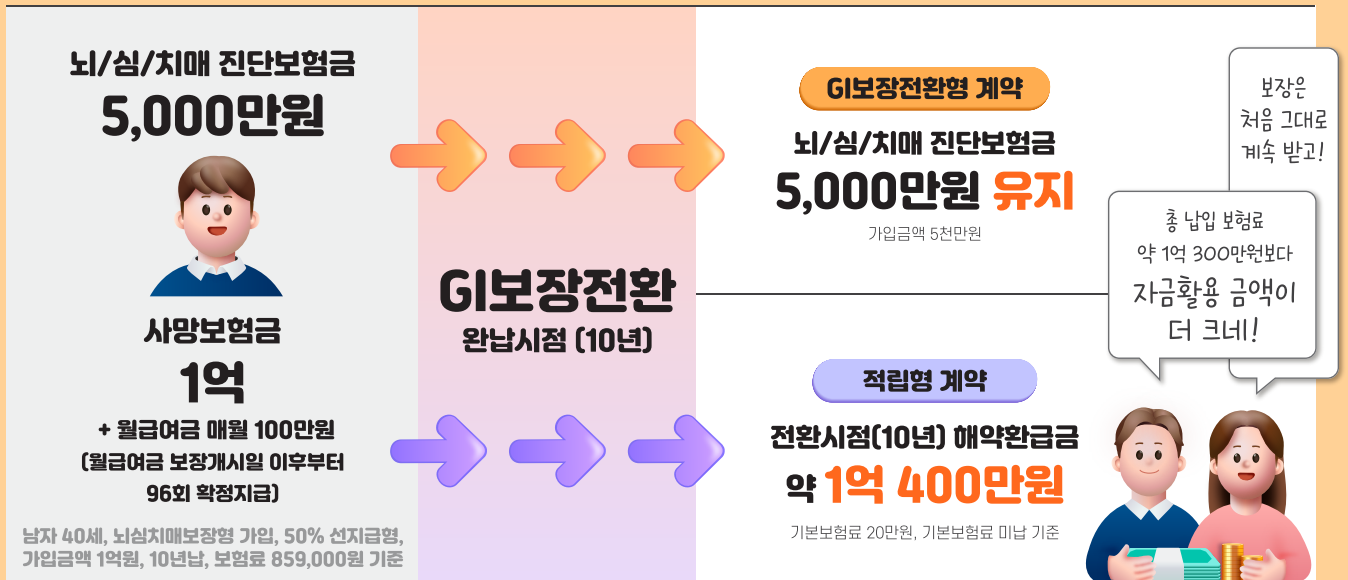 뇌/심/치매 진단보험금
5,000만원
사망보험금
1억
+ 월급여금 매월 100만원
(월급여금 보장개시일 이후부터
96회 확정지급)
남자 40세, 뇌심치매보장형 가입, 50% 선지급형,
가입금액 1억원, 10년납, 보험료 859,000원 기준
GI보장전환
완납시점 (10년)
GI보장전환형 계약
뇌/심/치매 진단보험금
5,000만원 유지
가입금액 5천만원
적립형 계약
전환시점(10년) 해약환급금
약 1억 400만원
기본보험료 20만원, 기본보험료 미납 기준
보장은
처음 그대로
계속 받고!
총 납입 보험료
약 1억 300만원보다
자금활용 금액이
더 크네!